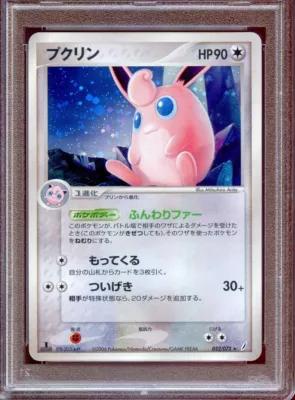 プクリン HP90
Illus. Mitsuhiro Arita
1進化 プリンから進化
ポケボディー ふんわりファー
このポケモンが、バトル場で相手のワザによるダメージを受けたとき(このポケモンがきぜつしても)、そのワザを使ったポケモンをねむりにする。
もってくる
自分の山札からカードを3枚引く。
ついげき 30+
相手が特殊状態なら、20ダメージを追加する。
弱点 抵抗力 にげる
©2006 Pokémon/Nintendo/Creatures/GAME FREAK.